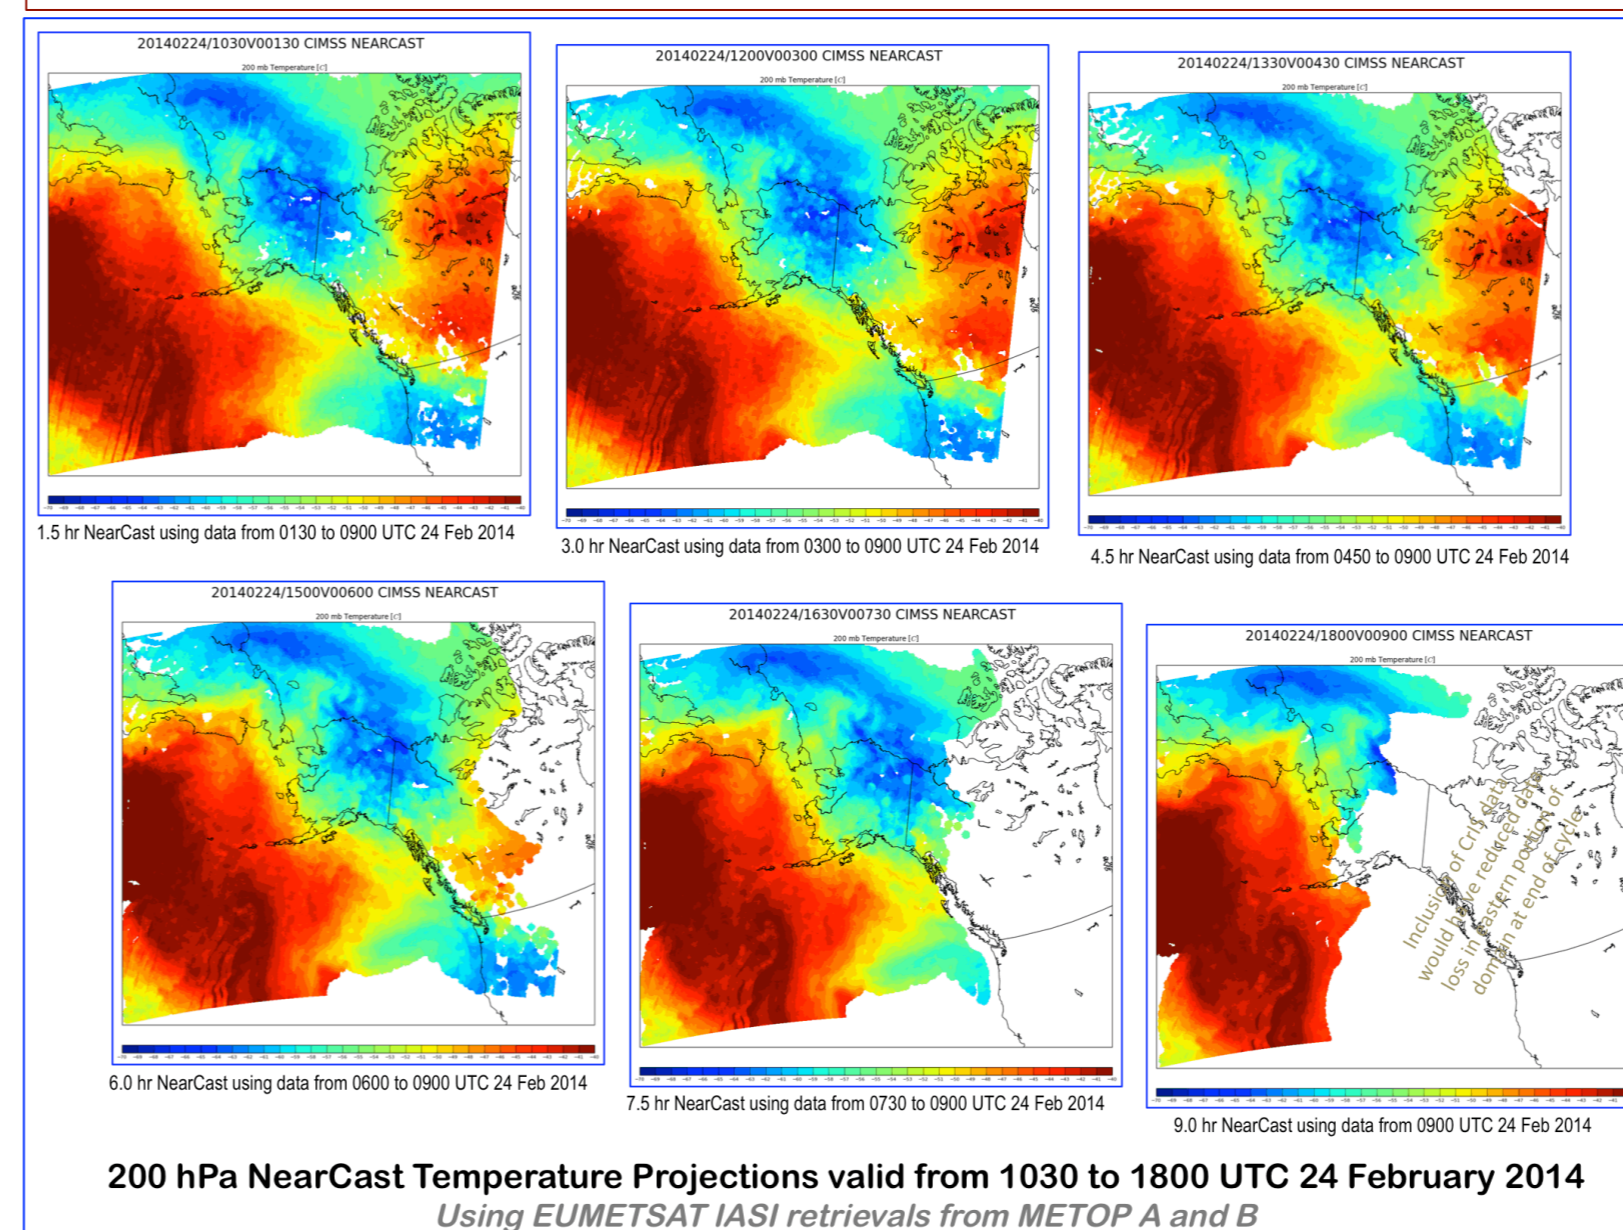 20140224/1030V00130 CIMSS NEARCAST
200 mb Temperature [C]
1.5 hr NearCast using data from 0130 to 0900 UTC 24 Feb 2014
20140224/1200V00300 CIMSS NEARCAST
200 mb Temperature [C]
3.0 hr NearCast using data from 0300 to 0900 UTC 24 Feb 2014
20140224/1330V00430 CIMSS NEARCAST
200 mb Temperature [C]
4.5 hr NearCast using data from 0450 to 0900 UTC 24 Feb 2014
20140224/1500V00600 CIMSS NEARCAST
200 mb Temperature [C]
6.0 hr NearCast using data from 0600 to 0900 UTC 24 Feb 2014
20140224/1630V00730 CIMSS NEARCAST
200 mb Temperature [C]
7.5 hr NearCast using data from 0730 to 0900 UTC 24 Feb 2014
20140224/1800V00900 CIMSS NEARCAST
200 mb Temperature [C]
Inclusion of CrIS data
would have reduced data
loss in eastern portion of
domain at end of cycle
9.0 hr NearCast using data from 0900 UTC 24 Feb 2014
200 hPa NearCast Temperature Projections valid from 1030 to 1800 UTC 24 February 2014
Using EUMETSAT IASI retrievals from METOP A and B